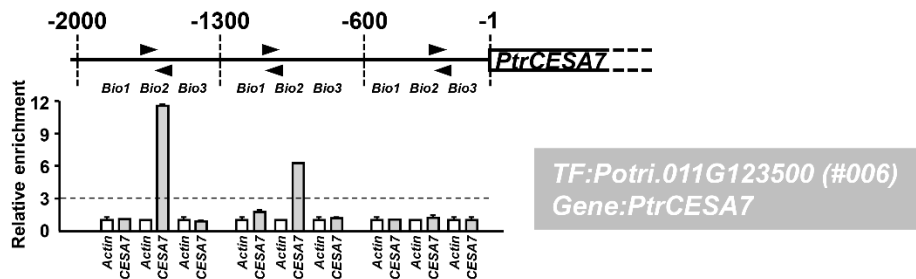 -2000 -1300 -600 -1
PtrCESA7
Bio1 Bio2 Bio3 Bio1 Bio2 Bio3 Bio1 Bio2 Bio3
Relative enrichment
12
9
6
3
0
TF:Potri.011G123500 (#006)
Gene:PtrCESA7
Actin CESA7 Actin CESA7 Actin CESA7 Actin CESA7 Actin CESA7 Actin CESA7 Actin CESA7 Actin CESA7 Actin CESA7